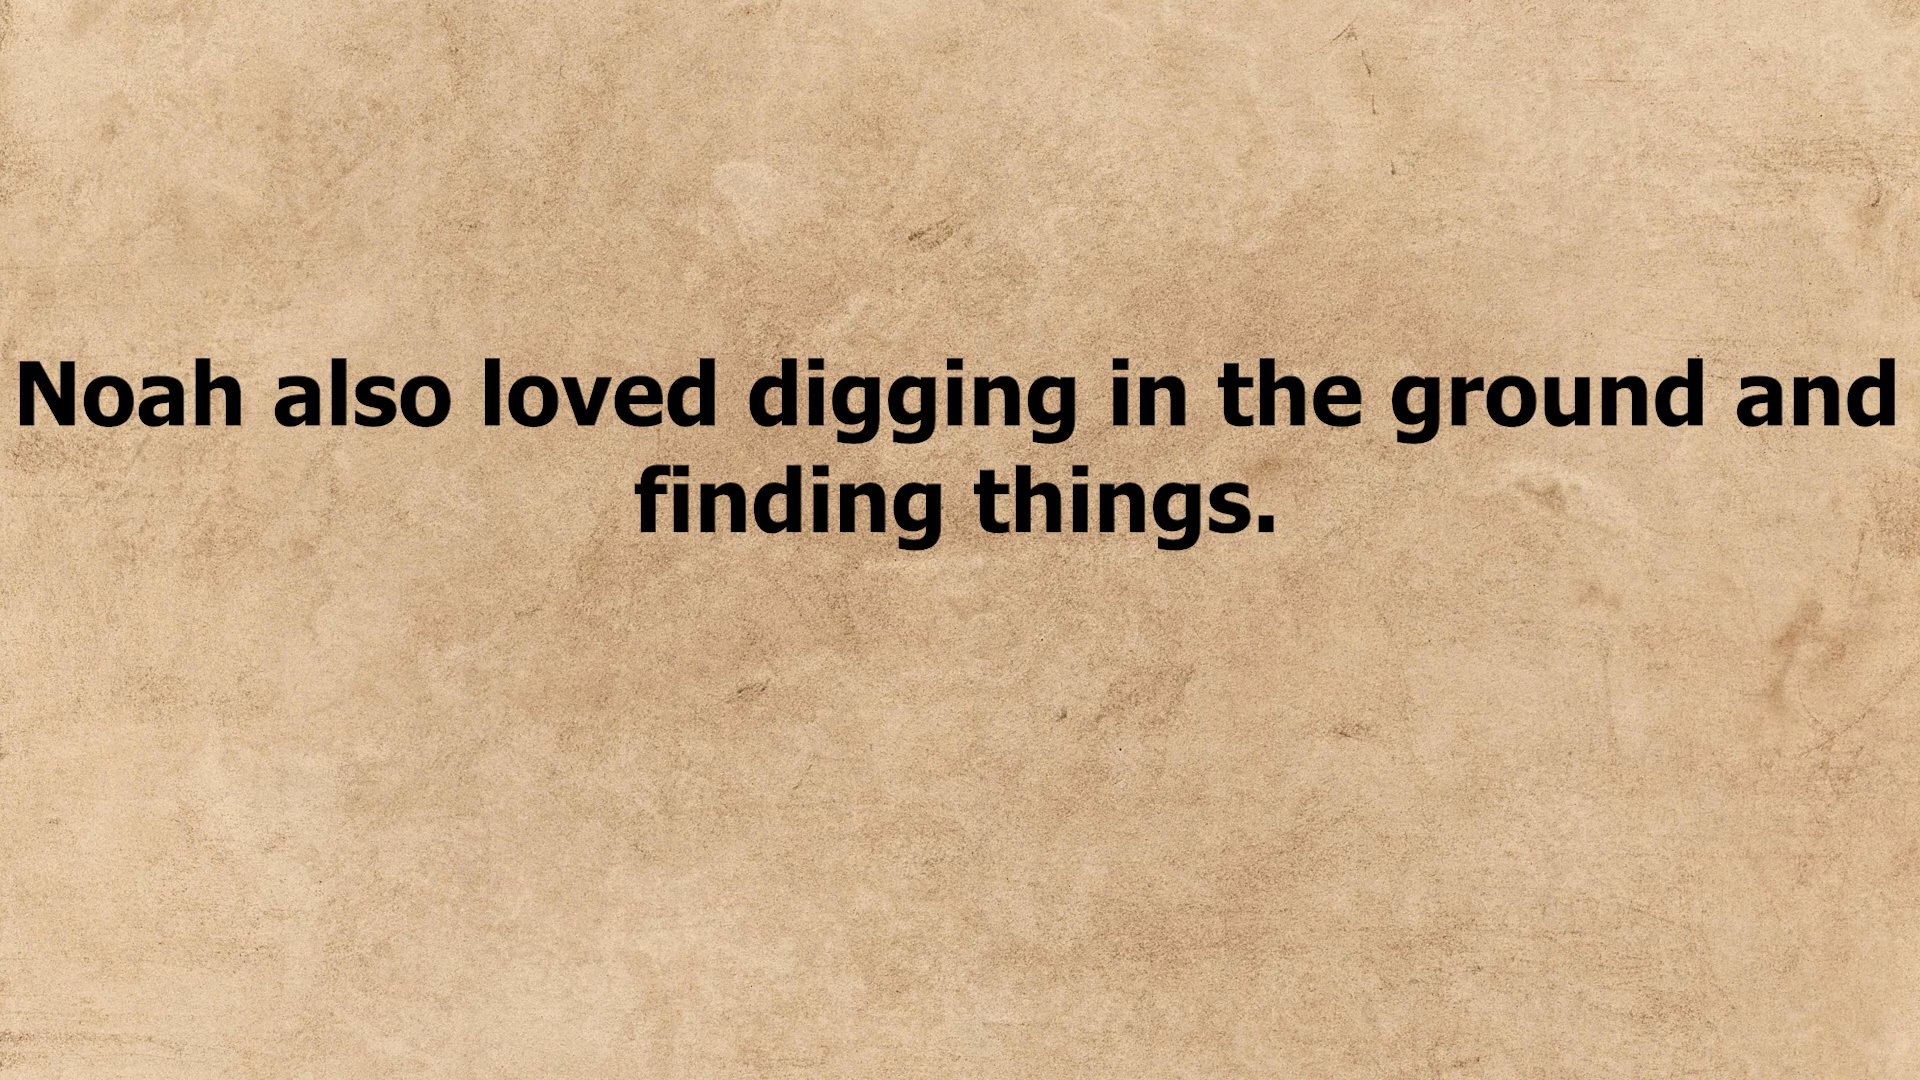 Noah also loved digging in the ground and
finding things.